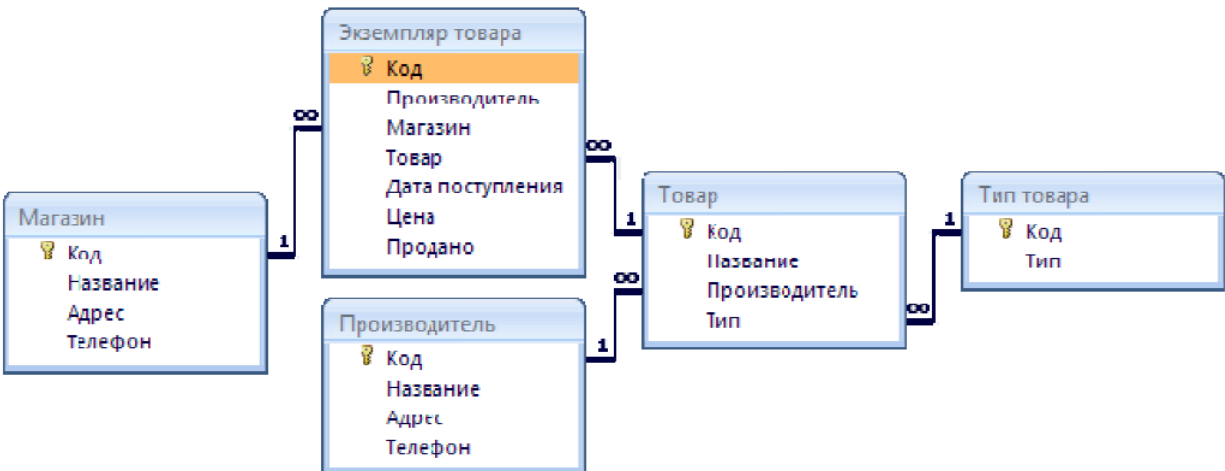 Экземпляр товара
Код
Производитель
Магазин
Товар
Дата поступления
Цена
Продано
∞
1
∞
1
Магазин
Код
Название
Адрес
Телефон
Производитель
Код
Название
Адрес
Телефон
∞
1
Товар
Код
Название
Производитель
Тип
1
∞
Тип товара
Код
Тип